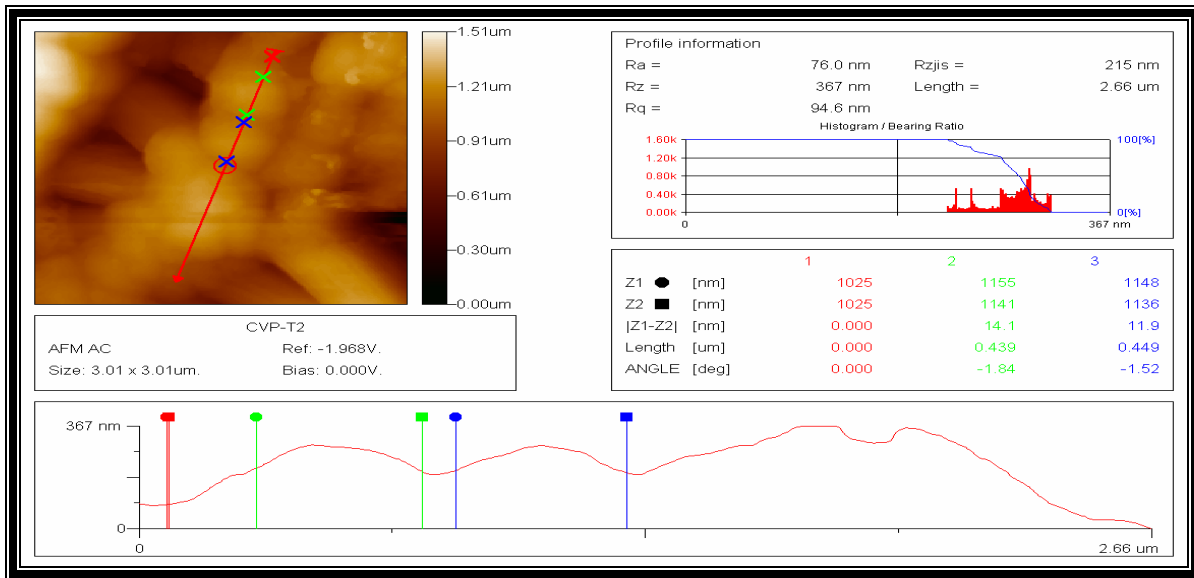 1.51um
1.21um
0.91um
0.61um
0.30um
0.00um
CVP-T2
AFM AC Ref: -1.968V.
Size: 3.01 x 3.01um. Bias: 0.000V.
Profile information
Ra = 76.0 nm Rzjis = 215 nm
Rz = 367 nm Length = 2.66 um
Rq = 94.6 nm
Histogram / Bearing Ratio
1.60k 100[%]
1.20k
0.80k
0.40k
0.00k 0[%]
0 367 nm
1 2 3
Z1 [nm] 1025 1155 1148
Z2 [nm] 1025 1141 1136
|Z1-Z2| [nm] 0.000 14.1 11.9
Length [um] 0.000 0.439 0.449
ANGLE [deg] 0.000 -1.84 -1.52
367 nm
0
0 2.66 um